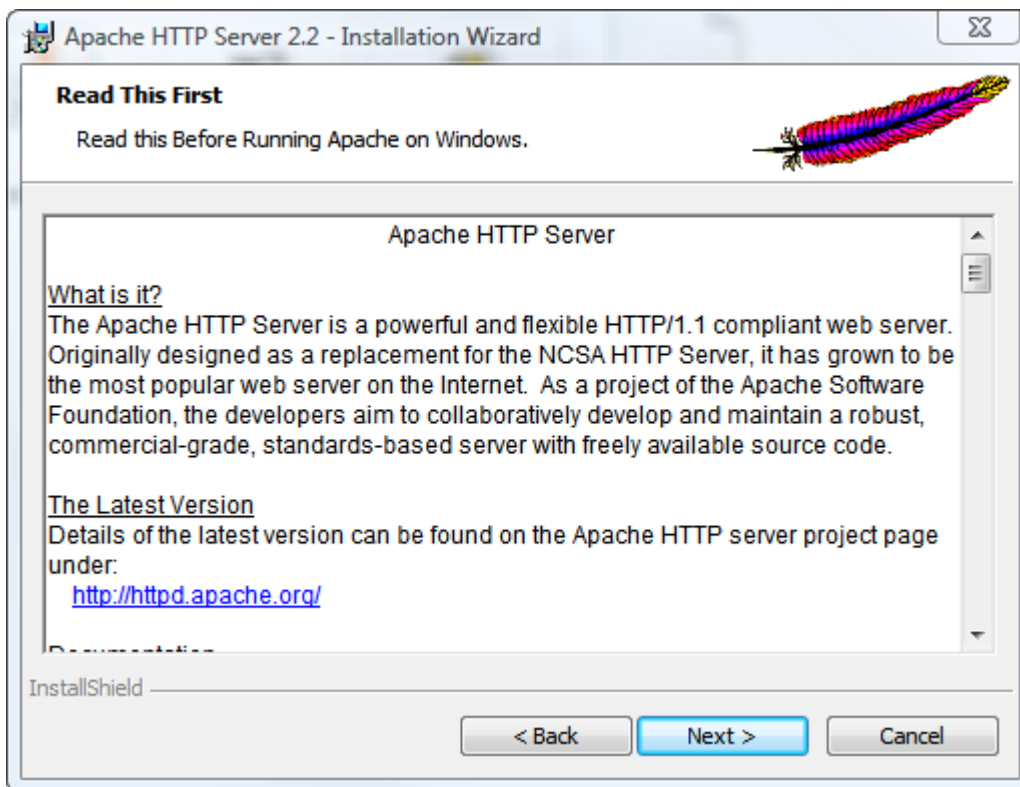 Apache HTTP Server 2.2 - Installation Wizard
Read This First
Read this Before Running Apache on Windows.
Apache HTTP Server
What is it?
The Apache HTTP Server is a powerful and flexible HTTP/1.1 compliant web server.
Originally designed as a replacement for the NCSA HTTP Server, it has grown to be
the most popular web server on the Internet.  As a project of the Apache Software
Foundation, the developers aim to collaboratively develop and maintain a robust,
commercial-grade, standards-based server with freely available source code.
The Latest Version
Details of the latest version can be found on the Apache HTTP server project page
under:
http://httpd.apache.org/
Documentation
InstallShield
< Back
Next >
Cancel